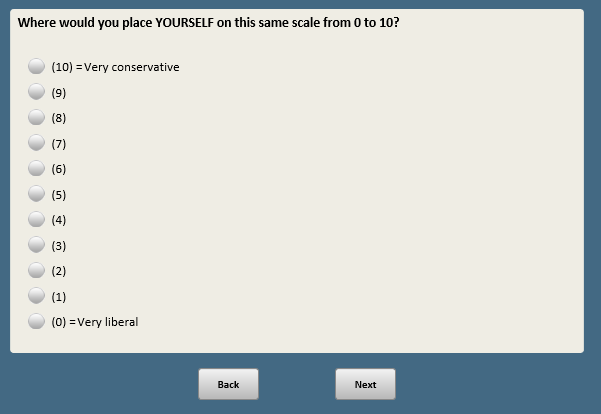 Where would you place YOURSELF on this same scale from 0 to 10?
(10) = Very conservative
(9)
(8)
(7)
(6)
(5)
(4)
(3)
(2)
(1)
(0) = Very liberal
Back Next